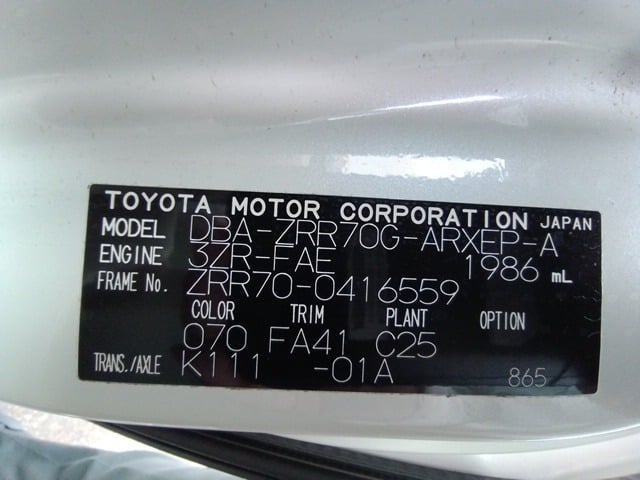 TOYOTA MOTOR CORPORATION JAPAN
MODEL DBA-ZRR70G-ARXEP-A
ENGINE 3ZR-FAE 1986 mL
FRAME No. ZRR70-0416559
COLOR TRIM PLANT OPTION
070 FA41 C25
TRANS./AXLE K111 -01A 865